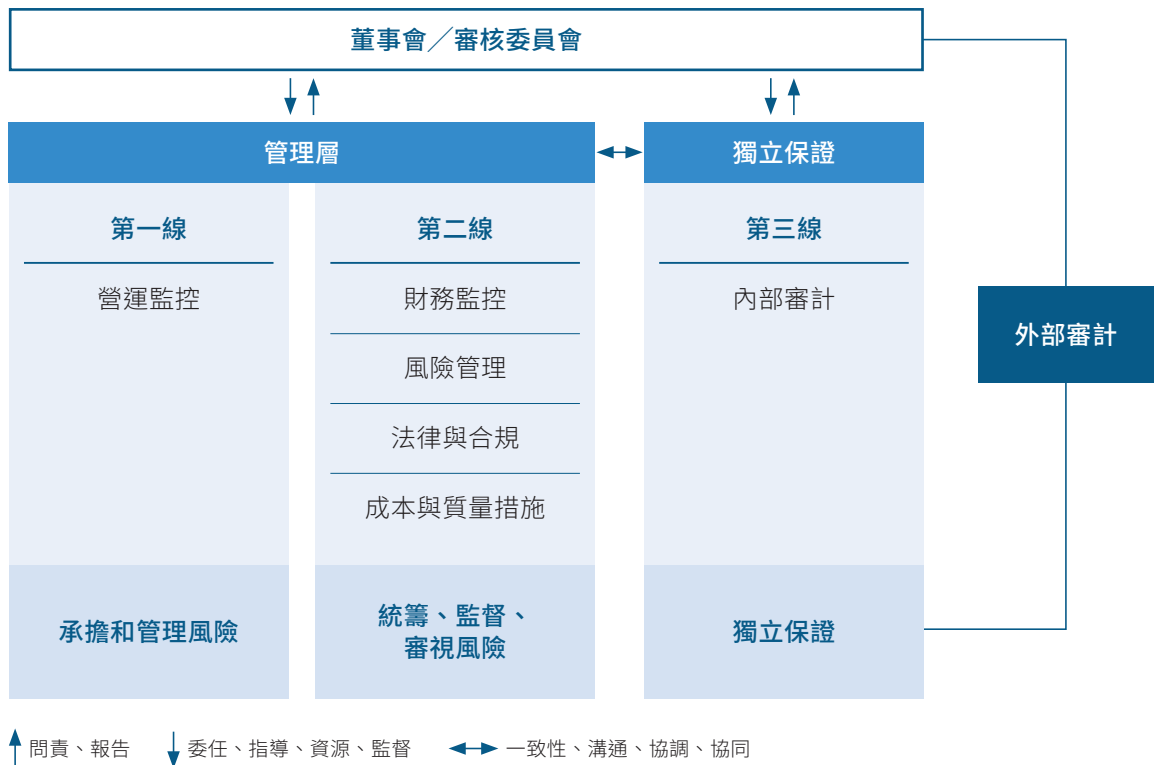 董事會／審核委員會
管理層
獨立保證
第一線
營運監控
承擔和管理風險
第二線
財務監控
風險管理
法律與合規
成本與質量措施
統籌、監督、
審視風險
第三線
內部審計
獨立保證
外部審計
問責、報告
委任、指導、資源、監督
一致性、溝通、協調、協同